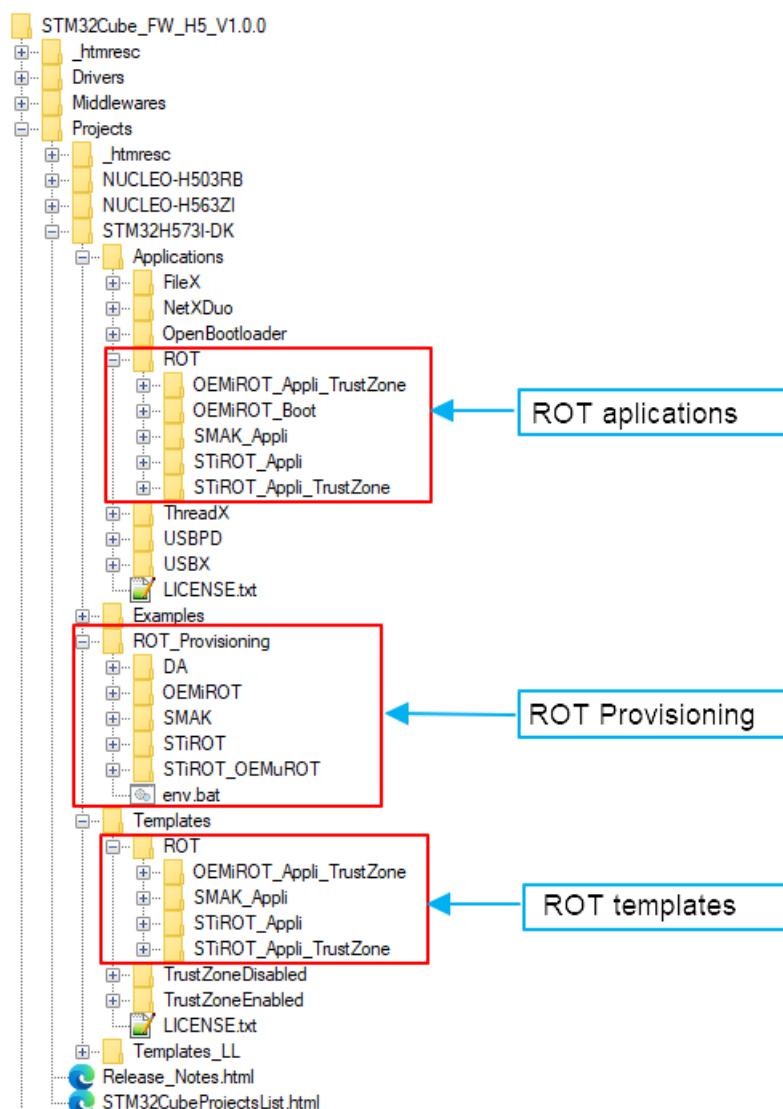 STM32Cube_FW_H5_V1.0.0
_htmresc
Drivers
Middlewares
Projects
_htmresc
NUCLEO-H503RB
NUCLEO-H563ZI
STM32H573I-DK
Applications
FileX
NetXDuo
OpenBootloader
ROT
OEMiROT_Appli_TrustZone
OEMiROT_Boot
SMAK_Appli
STiROT_Appli
STiROT_Appli_TrustZone
ROT aplications
ThreadX
USBPD
USBX
LICENSE.txt
Examples
ROT_Provisioning
DA
OEMiROT
SMAK
STiROT
STiROT_OEMuROT
env.bat
ROT Provisioning
Templates
ROT
OEMiROT_Appli_TrustZone
SMAK_Appli
STiROT_Appli
STiROT_Appli_TrustZone
ROT templates
TrustZoneDisabled
TrustZoneEnabled
LICENSE.txt
Templates_LL
Release_Notes.html
STM32CubeProjectsList.html